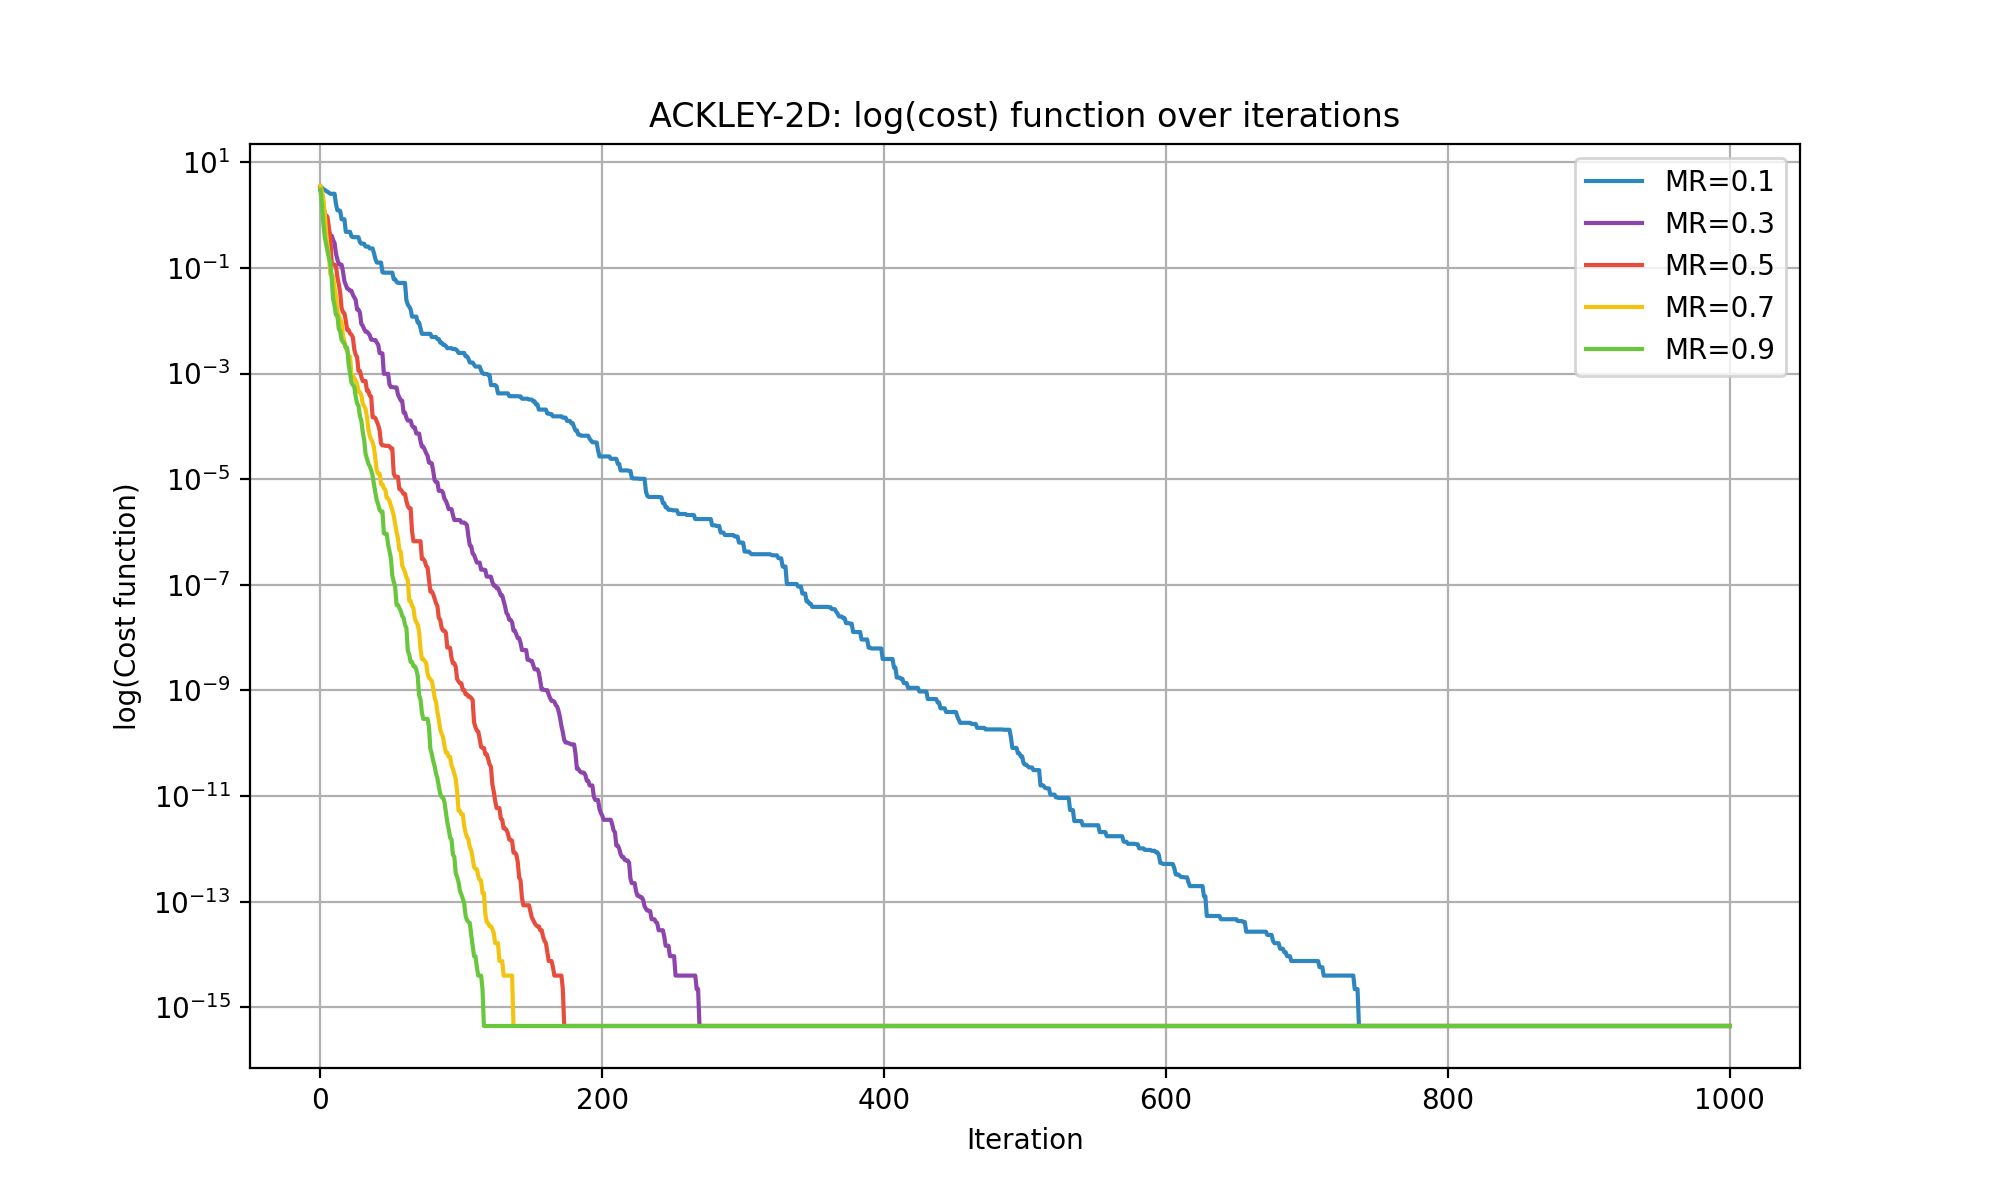 ACKLEY-2D: log(cost) function over iterations
10¹
10⁻¹
10⁻³
10⁻⁵
10⁻⁷
10⁻⁹
10⁻¹¹
10⁻¹³
10⁻¹⁵
log(Cost function)
MR=0.1
MR=0.3
MR=0.5
MR=0.7
MR=0.9
0 200 400 600 800 1000
Iteration